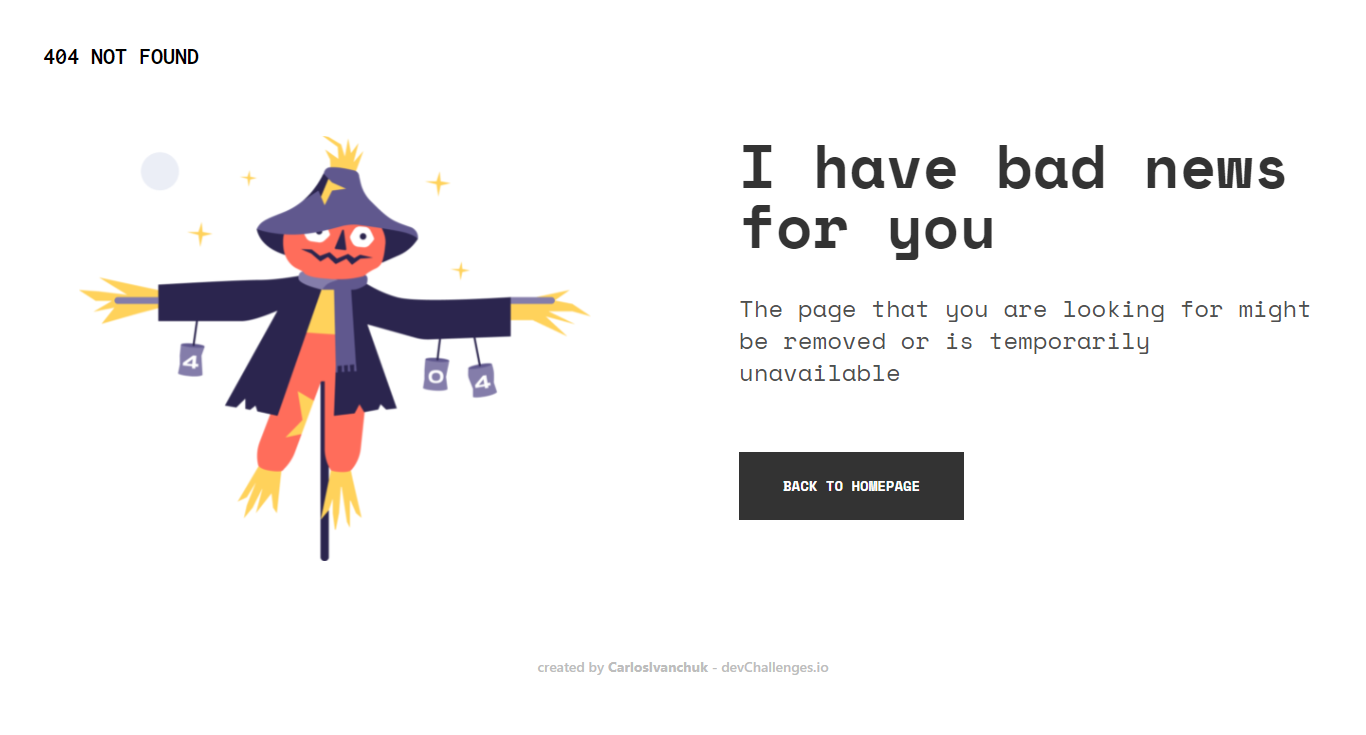 404 NOT FOUND
I have bad news
for you
The page that you are looking for might
be removed or is temporarily
unavailable
4
0
4
BACK TO HOMEPAGE
created by CarlosIvanchuk - devChallenges.io